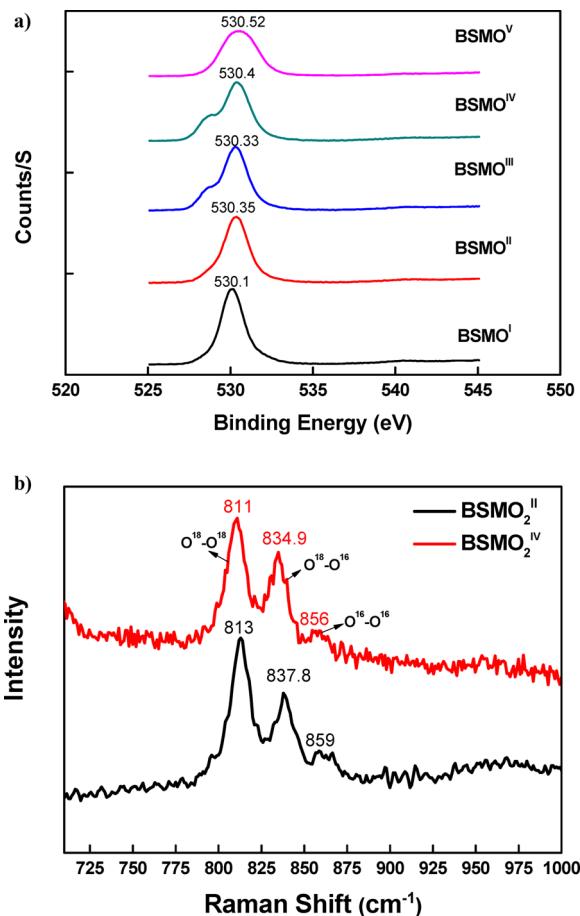 a)
530.52
BSMOⱽ
530.4
BSMOᴵⱽ
530.33
BSMOᴵᴵᴵ
530.35
BSMOᴵᴵ
530.1
BSMOᴵ
Counts/S
520 525 530 535 540 545 550
Binding Energy (eV)
b)
BSMO₂ᴵᴵ
BSMO₂ᴵⱽ
811
O¹⁸-O¹⁸
834.9
O¹⁸-O¹⁶
856
O¹⁶-O¹⁶
813
837.8
859
Intensity
725 750 775 800 825 850 875 900 925 950 975 1000
Raman Shift (cm⁻¹)